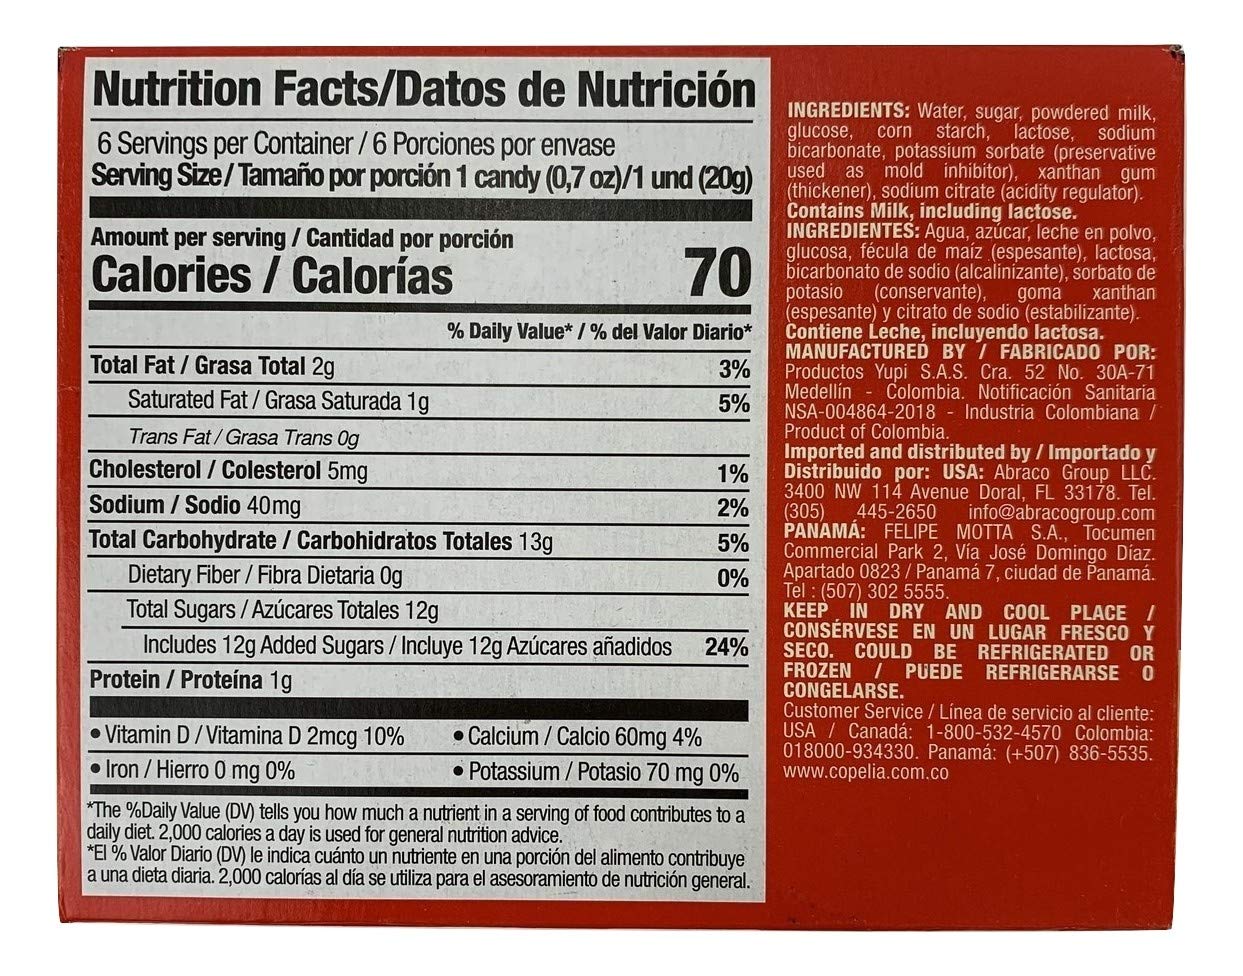 Nutrition Facts/Datos de Nutrición
6 Servings per Container / 6 Porciones por envase
Serving Size/ Tamaño por porción 1 candy (0,7 oz)/1 und (20g)
Amount per serving / Cantidad por porción
Calories / Calorías 70
% Daily Value* / % del Valor Diario*
Total Fat / Grasa Total 2g 3%
Saturated Fat / Grasa Saturada 1g 5%
Trans Fat / Grasa Trans 0g
Cholesterol / Colesterol 5mg 1%
Sodium / Sodio 40mg 2%
Total Carbohydrate / Carbohidratos Totales 13g 5%
Dietary Fiber / Fibra Dietaria 0g 0%
Total Sugars / Azúcares Totales 12g
Includes 12g Added Sugars / Incluye 12g Azúcares añadidos 24%
Protein / Proteína 1g
• Vitamin D / Vitamina D 2mcg 10% • Calcium / Calcio 60mg 4%
• Iron / Hierro 0 mg 0% • Potassium / Potasio 70 mg 0%
*The %Daily Value (DV) tells you how much a nutrient in a serving of food contributes to a
daily diet. 2,000 calories a day is used for general nutrition advice.
*El % Valor Diario (DV) le indica cuánto un nutriente en una porción del alimento contribuye
a una dieta diaria. 2,000 calorías al día se utiliza para el asesoramiento de nutrición general.
INGREDIENTS: Water, sugar, powdered milk,
glucose, corn starch, lactose, sodium
bicarbonate, potassium sorbate (preservative
used as mold inhibitor), xanthan gum
(thickener), sodium citrate (acidity regulator).
Contains Milk, including lactose.
INGREDIENTES: Agua, azúcar, leche en polvo,
glucosa, fécula de maíz (espesante), lactosa,
bicarbonato de sodio (alcalinizante), sorbato de
potasio (conservante), goma xanthan
(espesante) y citrato de sodio (estabilizante).
Contiene Leche, incluyendo lactosa.
MANUFACTURED BY / FABRICADO POR:
Productos Yupi S.A.S. Cra. 52 No. 30A-71
Medellín - Colombia. Notificación Sanitaria
NSA-004864-2018 - Industria Colombiana /
Product of Colombia.
Imported and distributed by / Importado y
Distribuido por: USA: Abraco Group LLC.
3400 NW 114 Avenue Doral, FL 33178. Tel.
(305) 445-2650 info@abracogroup.com
PANAMÁ: FELIPE MOTTA S.A., Tocumen
Commercial Park 2, Vía José Domingo Díaz.
Apartado 0823 / Panamá 7, ciudad de Panamá.
Tel : (507) 302 5555.
KEEP IN DRY AND COOL PLACE /
CONSÉRVESE EN UN LUGAR FRESCO Y
SECO. COULD BE REFRIGERATED OR
FROZEN / PUEDE REFRIGERARSE O
CONGELARSE.
Customer Service / Línea de servicio al cliente:
USA / Canadá: 1-800-532-4570 Colombia:
018000-934330. Panamá: (+507) 836-5535.
www.copelia.com.co